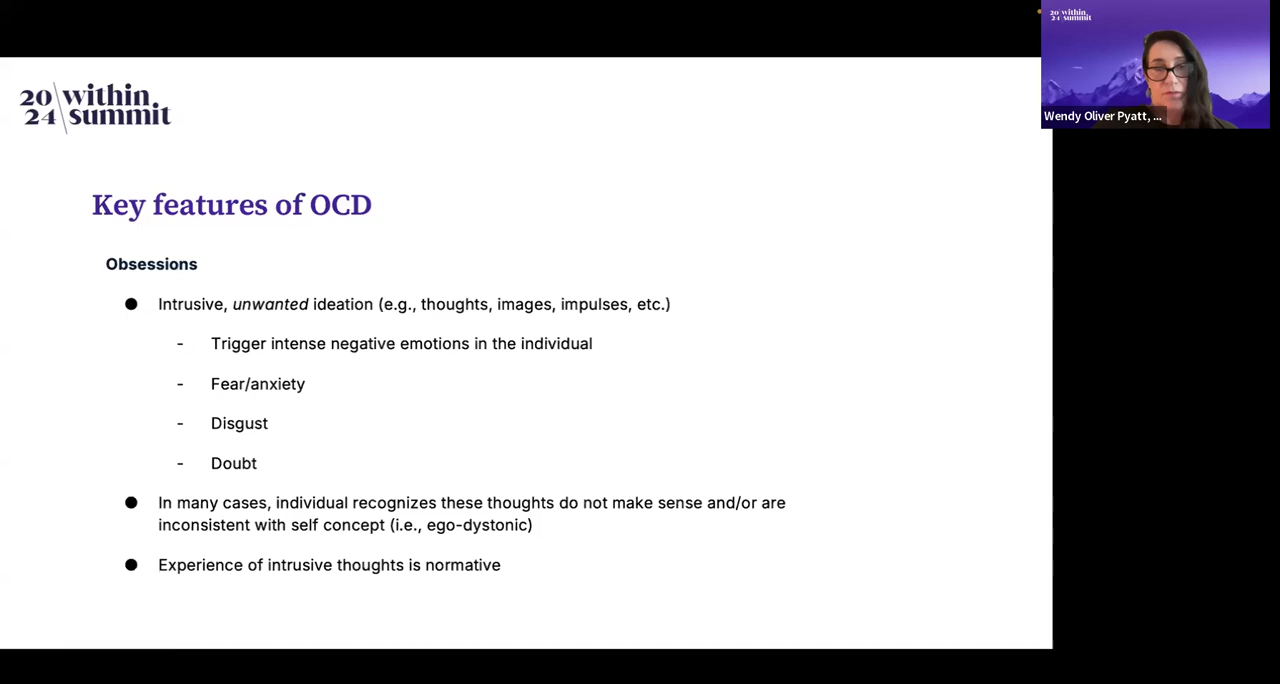 20 within
24 summit
Wendy Oliver Pyatt, ...
20 within
24 summit
Key features of OCD
Obsessions
● Intrusive, unwanted ideation (e.g., thoughts, images, impulses, etc.)
- Trigger intense negative emotions in the individual
- Fear/anxiety
- Disgust
- Doubt
● In many cases, individual recognizes these thoughts do not make sense and/or are
inconsistent with self concept (i.e., ego-dystonic)
● Experience of intrusive thoughts is normative